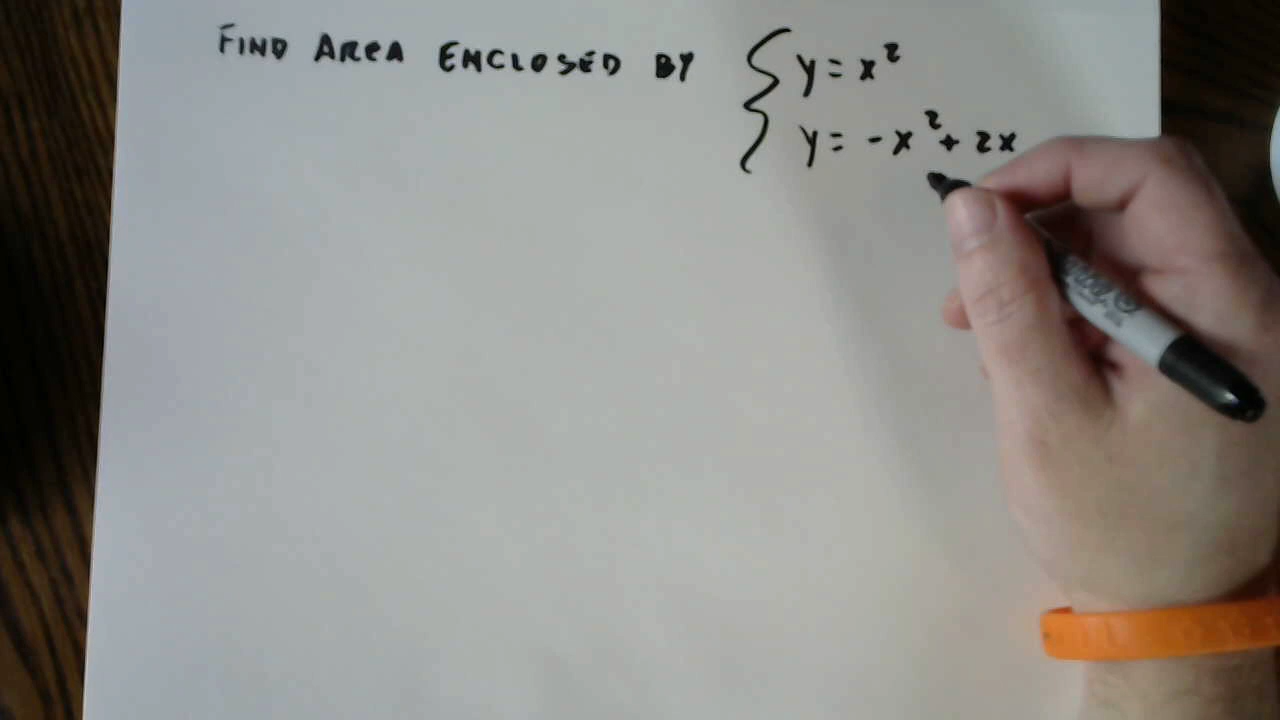 FIND AREA ENCLOSED BY { y = x²
y = -x² + 2x